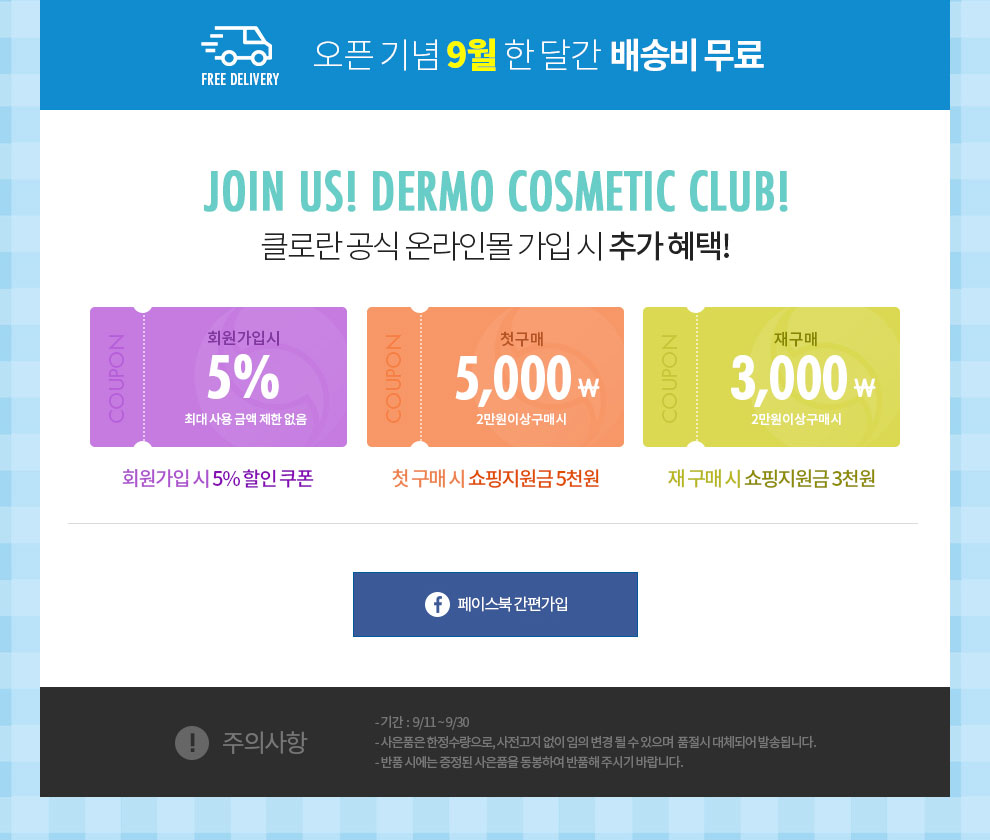 오픈 기념 9월 한 달간 배송비 무료
FREE DELIVERY
JOIN US! DERMO COSMETIC CLUB!
클로란 공식 온라인몰 가입 시 추가 혜택!
COUPON
회원가입시
5%
최대 사용 금액 제한 없음
회원가입 시 5% 할인 쿠폰
COUPON
첫구매
5,000 ₩
2만원이상구매시
첫 구매 시 쇼핑지원금 5천원
COUPON
재구매
3,000 ₩
2만원이상구매시
재 구매 시 쇼핑지원금 3천원
페이스북 간편가입
주의사항
- 기간 : 9/11 ~ 9/30
- 사은품은 한정수량으로, 사전고지 없이 임의 변경 될 수 있으며 품절시 대체되어 발송됩니다.
- 반품 시에는 증정된 사은품을 동봉하여 반품해 주시기 바랍니다.